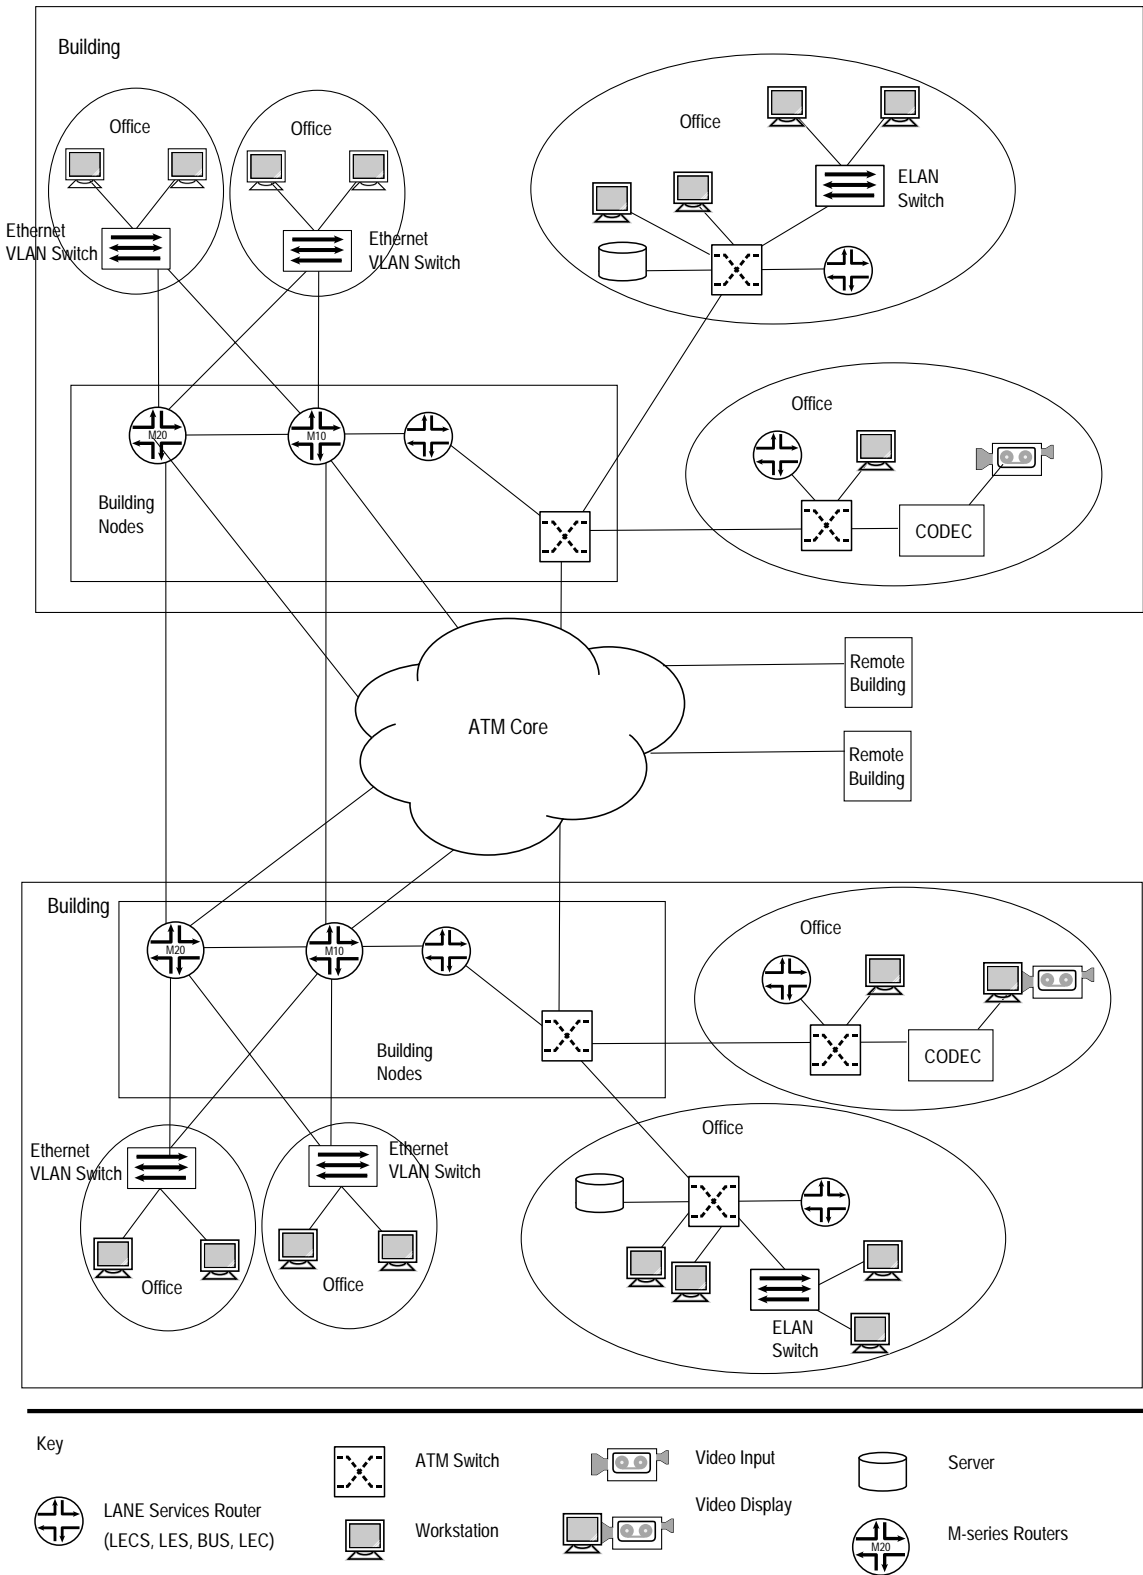 Building
Office
Office
Office
ELAN
Switch
Ethernet
VLAN Switch
Ethernet
VLAN Switch
Office
M20
M10
Building
Nodes
CODEC
Remote
Building
ATM Core
Remote
Building
Building
Office
M20
M10
Building
Nodes
CODEC
Office
Ethernet
VLAN Switch
Ethernet
VLAN Switch
Office
Office
ELAN
Switch
Key
ATM Switch
Video Input
Server
LANE Services Router
(LECS, LES, BUS, LEC)
Workstation
Video Display
M20
M-series Routers